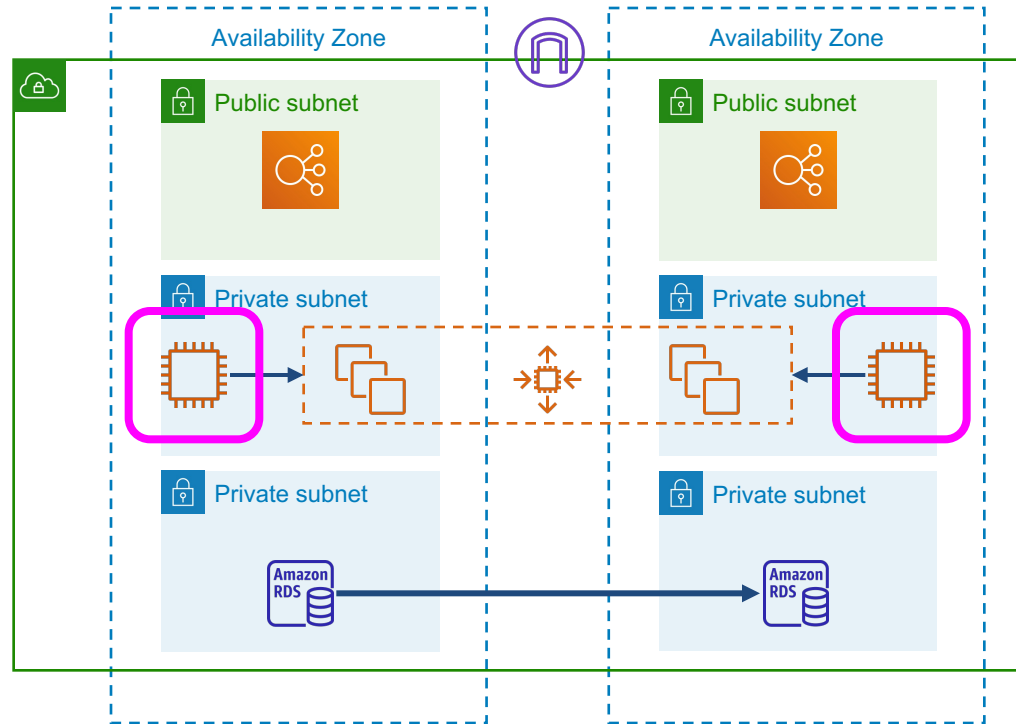 Availability Zone
Availability Zone
Public subnet
Public subnet
Private subnet
Private subnet
Private subnet
Private subnet
Amazon
RDS
Amazon
RDS